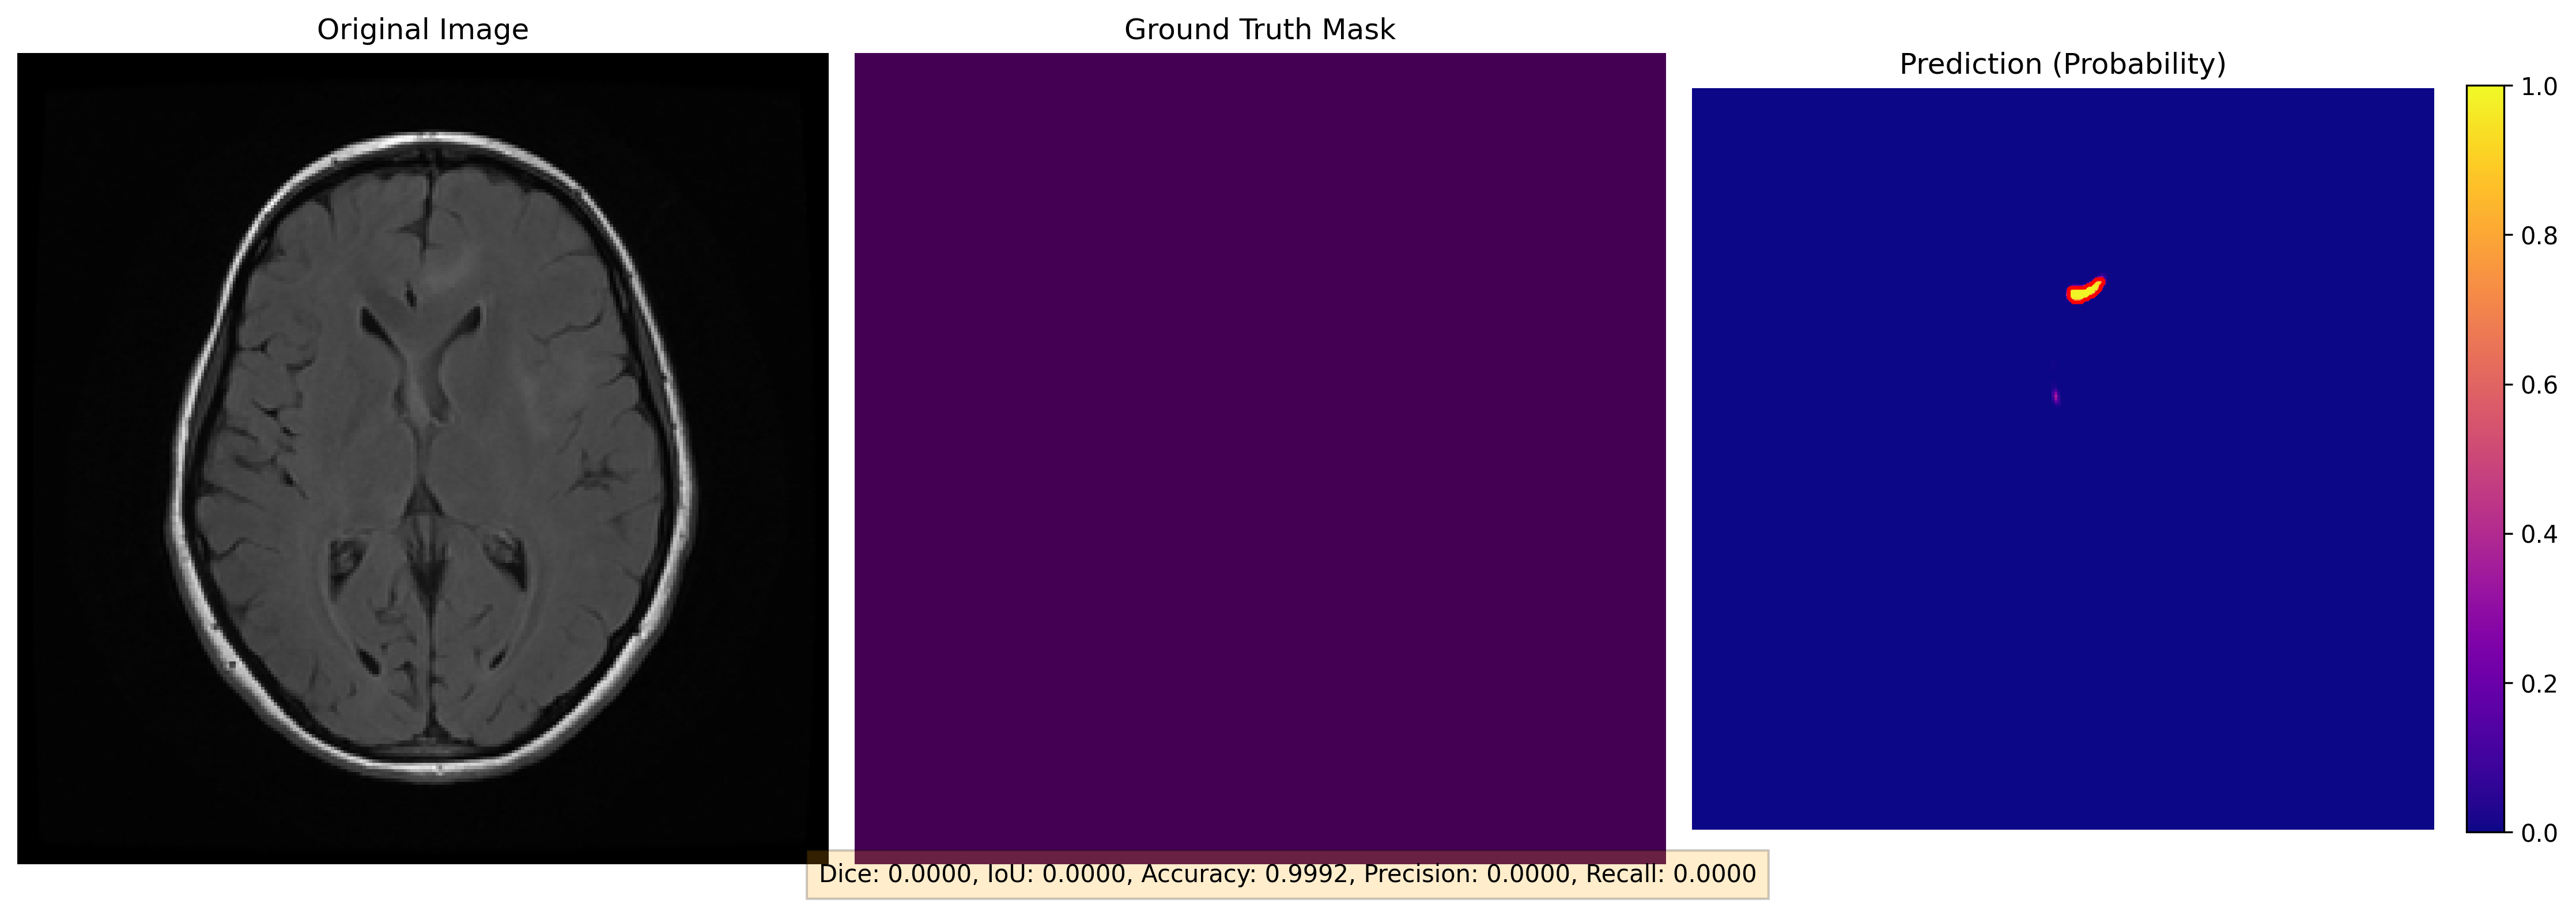 Original Image
Ground Truth Mask
Prediction (Probability)
1.0
0.8
0.6
0.4
0.2
0.0
Dice: 0.0000, IoU: 0.0000, Accuracy: 0.9992, Precision: 0.0000, Recall: 0.0000